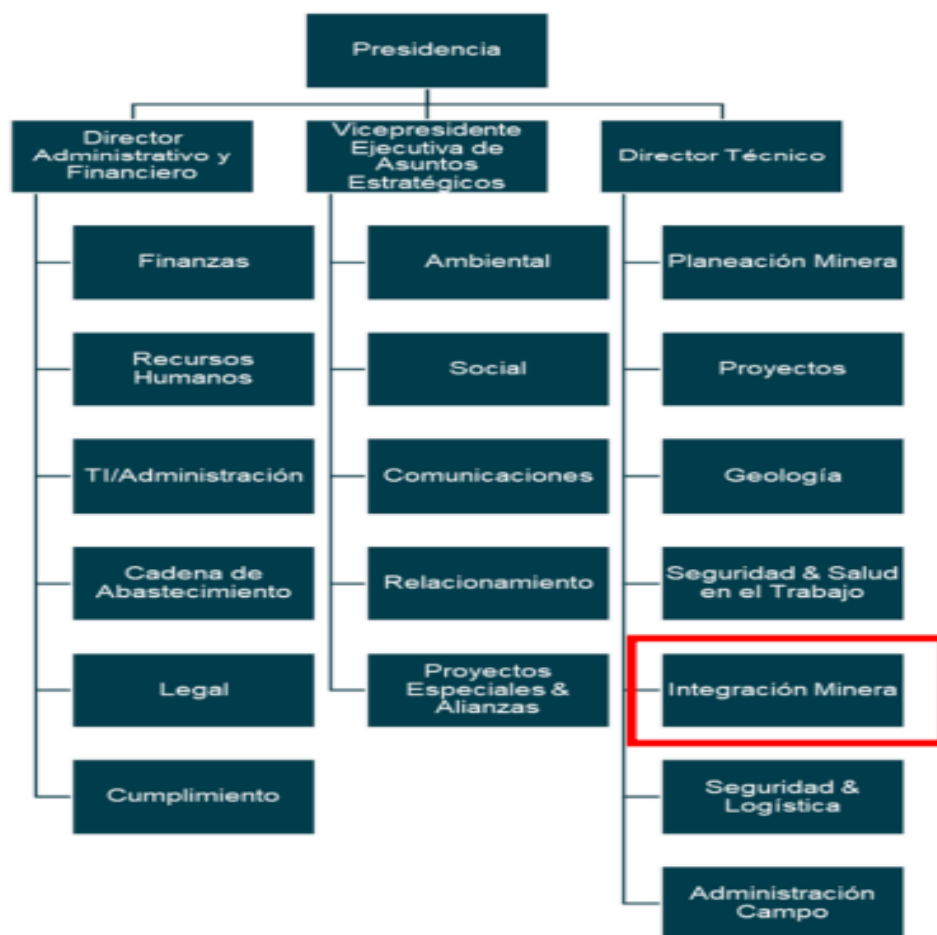 Presidencia
Director
Administrativo y
Financiero
Vicepresidente
Ejecutiva de
Asuntos
Estratégicos
Director Técnico
Finanzas
Recursos
Humanos
TI/Administración
Cadena de
Abastecimiento
Legal
Cumplimiento
Ambiental
Social
Comunicaciones
Relacionamiento
Proyectos
Especiales &
Alianzas
Planeación Minera
Proyectos
Geología
Seguridad & Salud
en el Trabajo
Integración Minera
Seguridad &
Logística
Administración
Campo